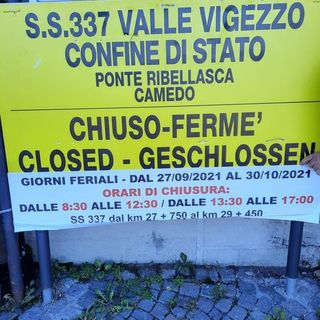 S.S.337 VALLE VIGEZZO
CONFINE DI STATO
PONTE RIBELLASCA
CAMEDO
CHIUSO-FERME'
CLOSED - GESCHLOSSEN
GIORNI FERIALI - DAL 27/09/2021 AL 30/10/2021
ORARI DI CHIUSURA:
DALLE 8:30 ALLE 12:30 / DALLE 13:30 ALLE 17:00
SS 337 dal km 27 + 750 al km 29 + 450